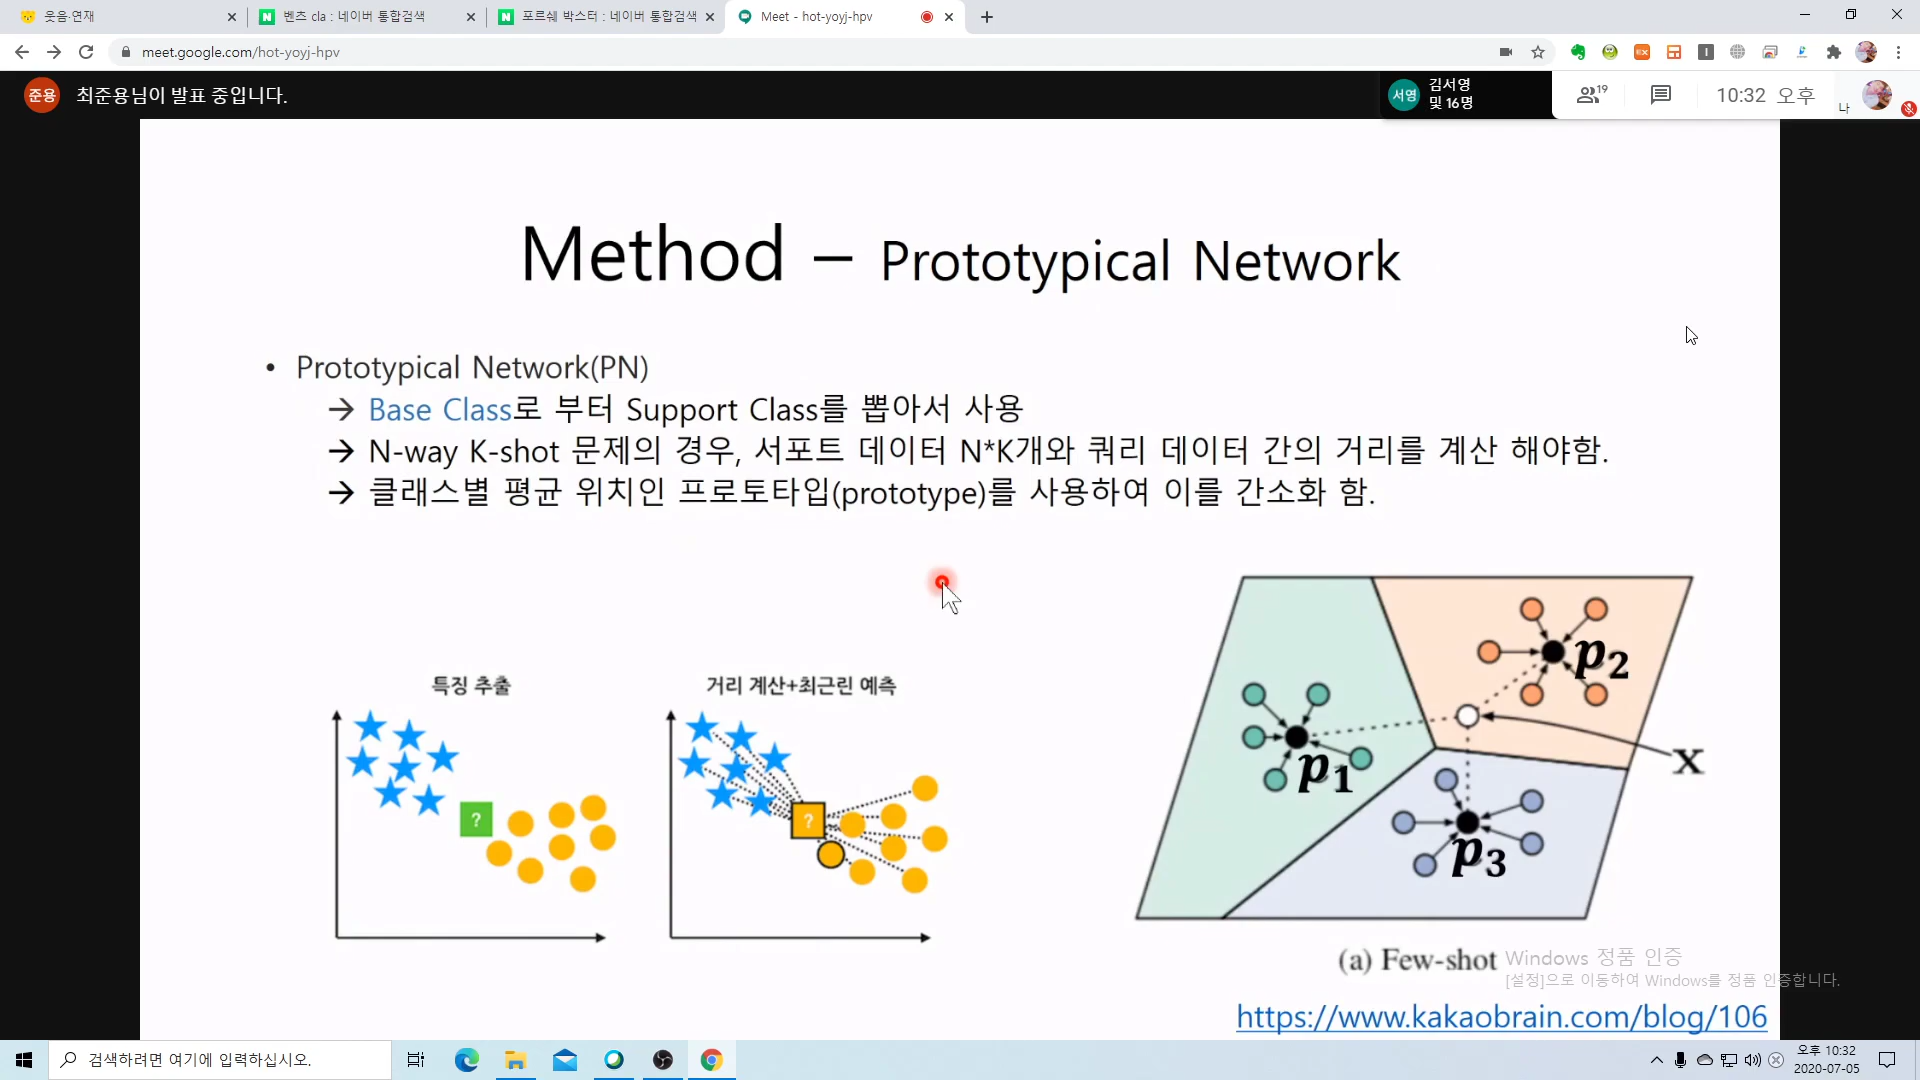 웃음·연재
벤츠 cla : 네이버 통합검색
포르쉐 박스터 : 네이버 통합검색
Meet - hot-yoyj-hpv
meet.google.com/hot-yoyj-hpv
준용
최준용님이 발표 중입니다.
서영
김서영
및 16명
19
10:32 오후
나
Method – Prototypical Network
• Prototypical Network(PN)
→ Base Class로 부터 Support Class를 뽑아서 사용
→ N-way K-shot 문제의 경우, 서포트 데이터 N*K개와 쿼리 데이터 간의 거리를 계산 해야함.
→ 클래스별 평균 위치인 프로토타입(prototype)를 사용하여 이를 간소화 함.
특징 추출
?
거리 계산+최근린 예측
?
p2
p1
x
p3
(a) Few-shot
Windows 정품 인증
[설정]으로 이동하여 Windows를 정품 인증합니다.
https://www.kakaobrain.com/blog/106
검색하려면 여기에 입력하십시오.
오후 10:32
2020-07-05